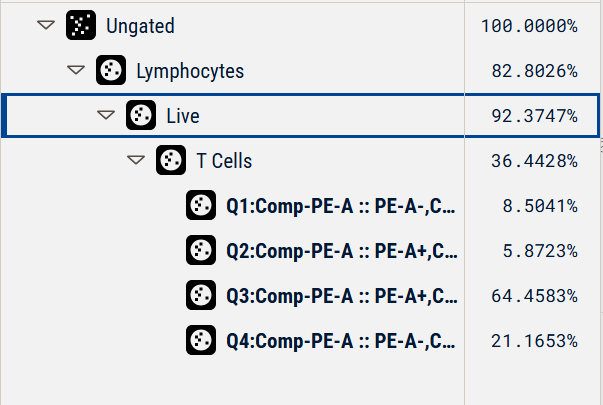 Ungated 100.0000%
Lymphocytes 82.8026%
Live 92.3747%
T Cells 36.4428%
Q1:Comp-PE-A :: PE-A-,C... 8.5041%
Q2:Comp-PE-A :: PE-A+,C... 5.8723%
Q3:Comp-PE-A :: PE-A+,C... 64.4583%
Q4:Comp-PE-A :: PE-A-,C... 21.1653%